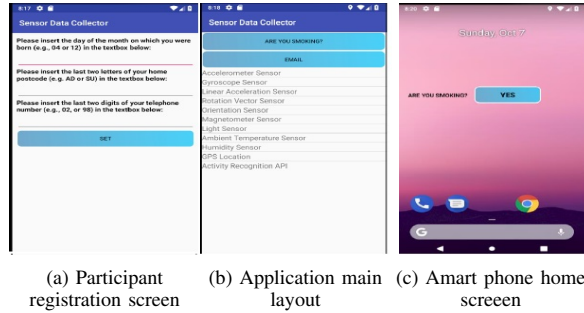 8:17
Sensor Data Collector
Please insert the day of the month on which you were
born (e.g., 04 or 12) in the textbox below:
Please insert the last two letters of your home
postcode (e.g. AD or SU) in the textbox below:
Please insert the last two digits of your telephone
number (e.g., 02, or 98) in the textbox below:
SET
8:18
Sensor Data Collector
ARE YOU SMOKING?
EMAIL
Accelerometer Sensor
Gyroscope Sensor
Linear Acceleration Sensor
Rotation Vector Sensor
Orientation Sensor
Magnetometer Sensor
Light Sensor
Ambient Temperature Sensor
Humidity Sensor
GPS Location
Activity Recognition API
8:20
Sunday, Oct 7
ARE YOU SMOKING? YES
G
(a) Participant
registration screen
(b) Application main
layout
(c) Amart phone home
screeen